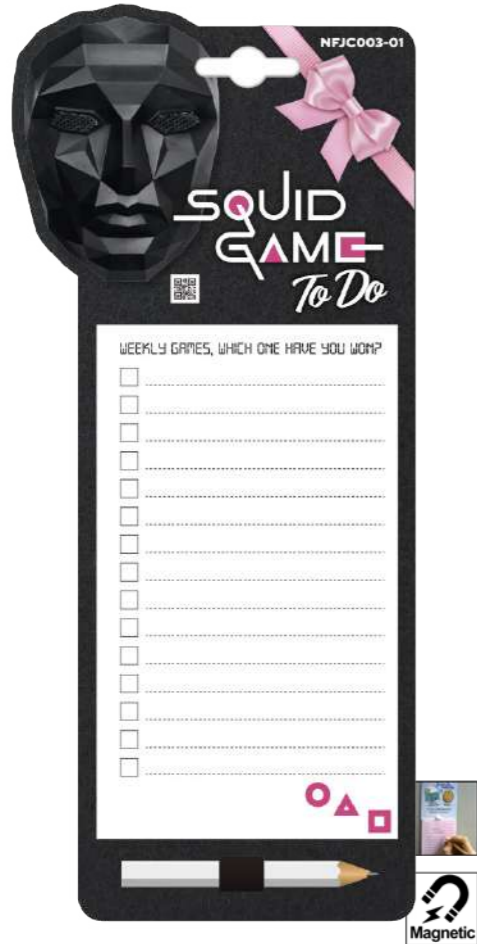 NFJC003-01
SQUID
GAME
To Do
WEEKLY GAMES, WHICH ONE HAVE YOU WON?
Magnetic